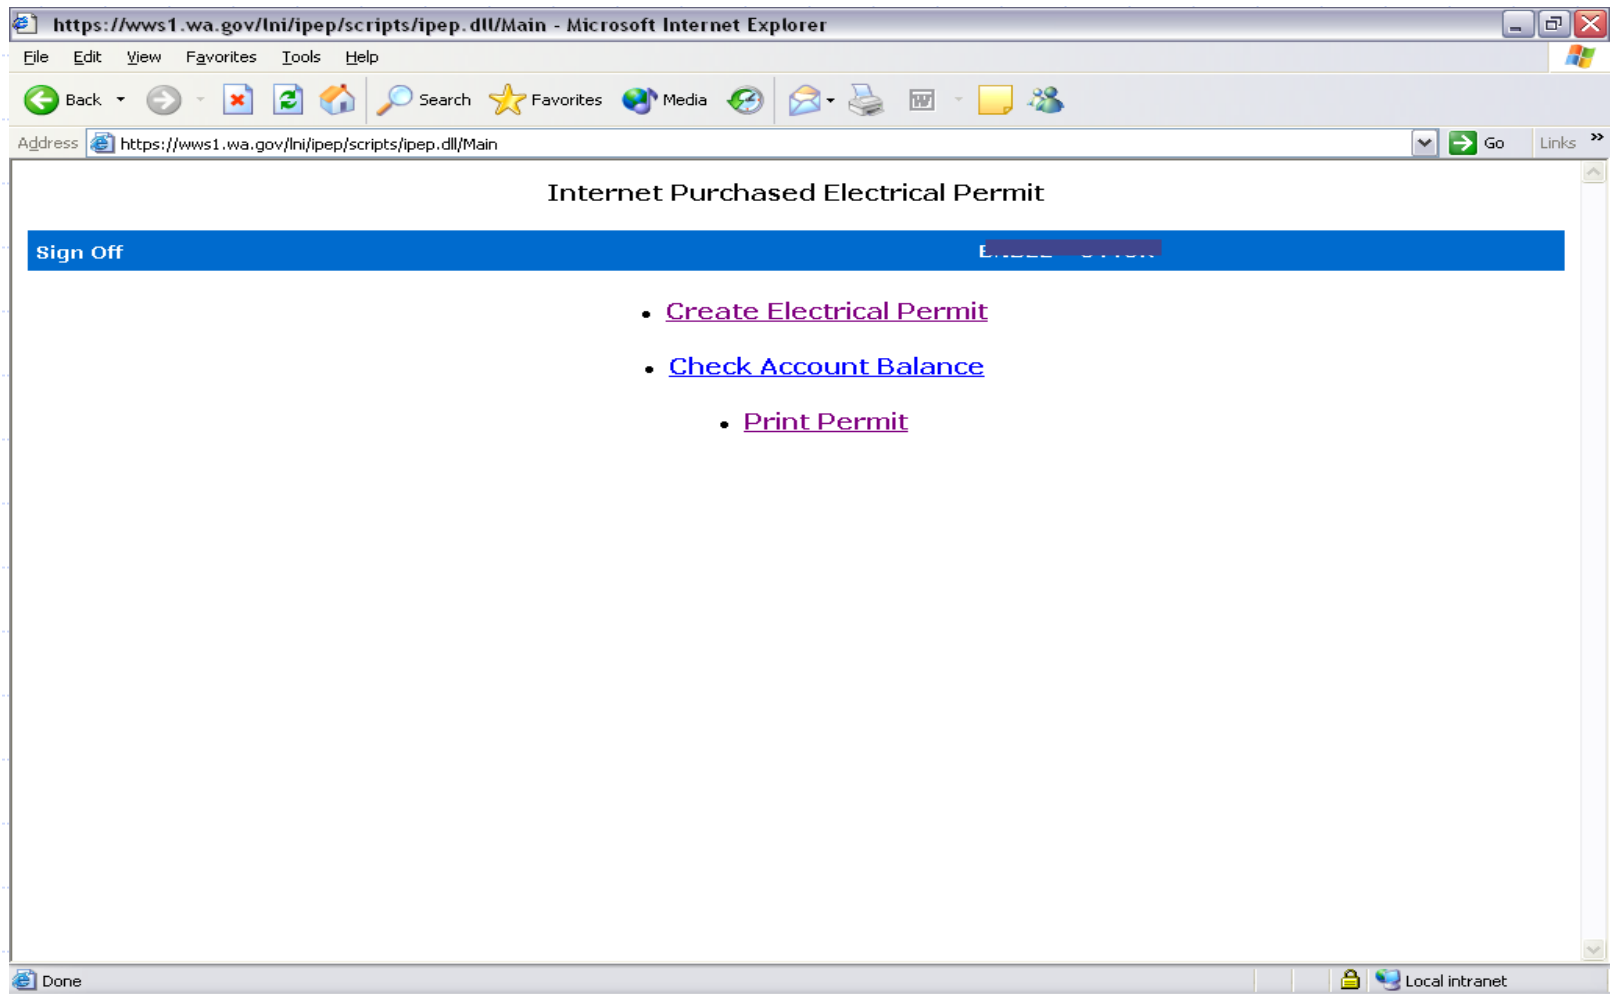 https://wws1.wa.gov/lni/ipep/scripts/ipep.dll/Main - Microsoft Internet Explorer
File Edit View Favorites Tools Help
Back Search Favorites Media
Address https://wws1.wa.gov/lni/ipep/scripts/ipep.dll/Main Go Links »
Internet Purchased Electrical Permit
Sign Off
• Create Electrical Permit
• Check Account Balance
• Print Permit
Done Local intranet